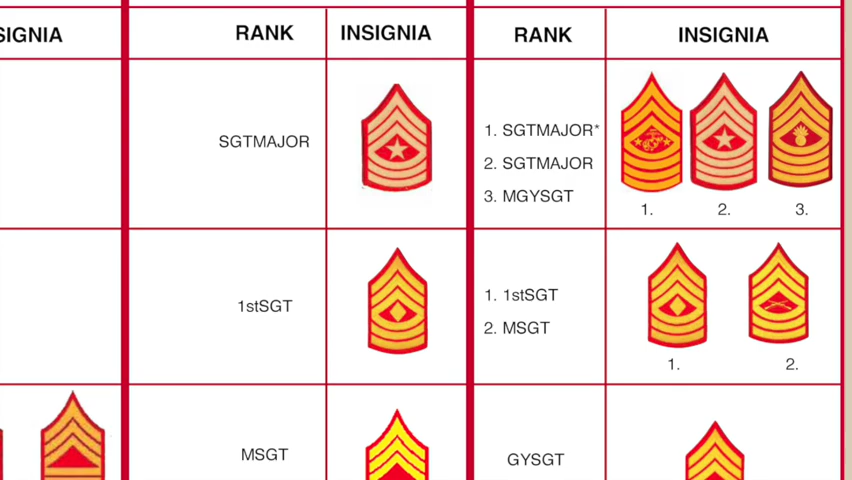 SIGNIA
RANK
INSIGNIA
RANK
INSIGNIA
SGTMAJOR
1. SGTMAJOR*
2. SGTMAJOR
3. MGYSGT
1.
2.
3.
1stSGT
1. 1stSGT
2. MSGT
1.
2.
MSGT
GYSGT